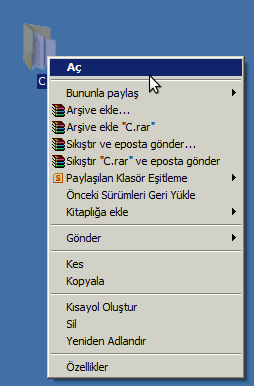 C
Aç
Bununla paylaş
Arşive ekle...
Arşive ekle "C.rar"
Sıkıştır ve eposta gönder...
Sıkıştır "C.rar" ve eposta gönder
Paylaşılan Klasör Eşitleme
Önceki Sürümleri Geri Yükle
Kitaplığa ekle
Gönder
Kes
Kopyala
Kısayol Oluştur
Sil
Yeniden Adlandır
Özellikler